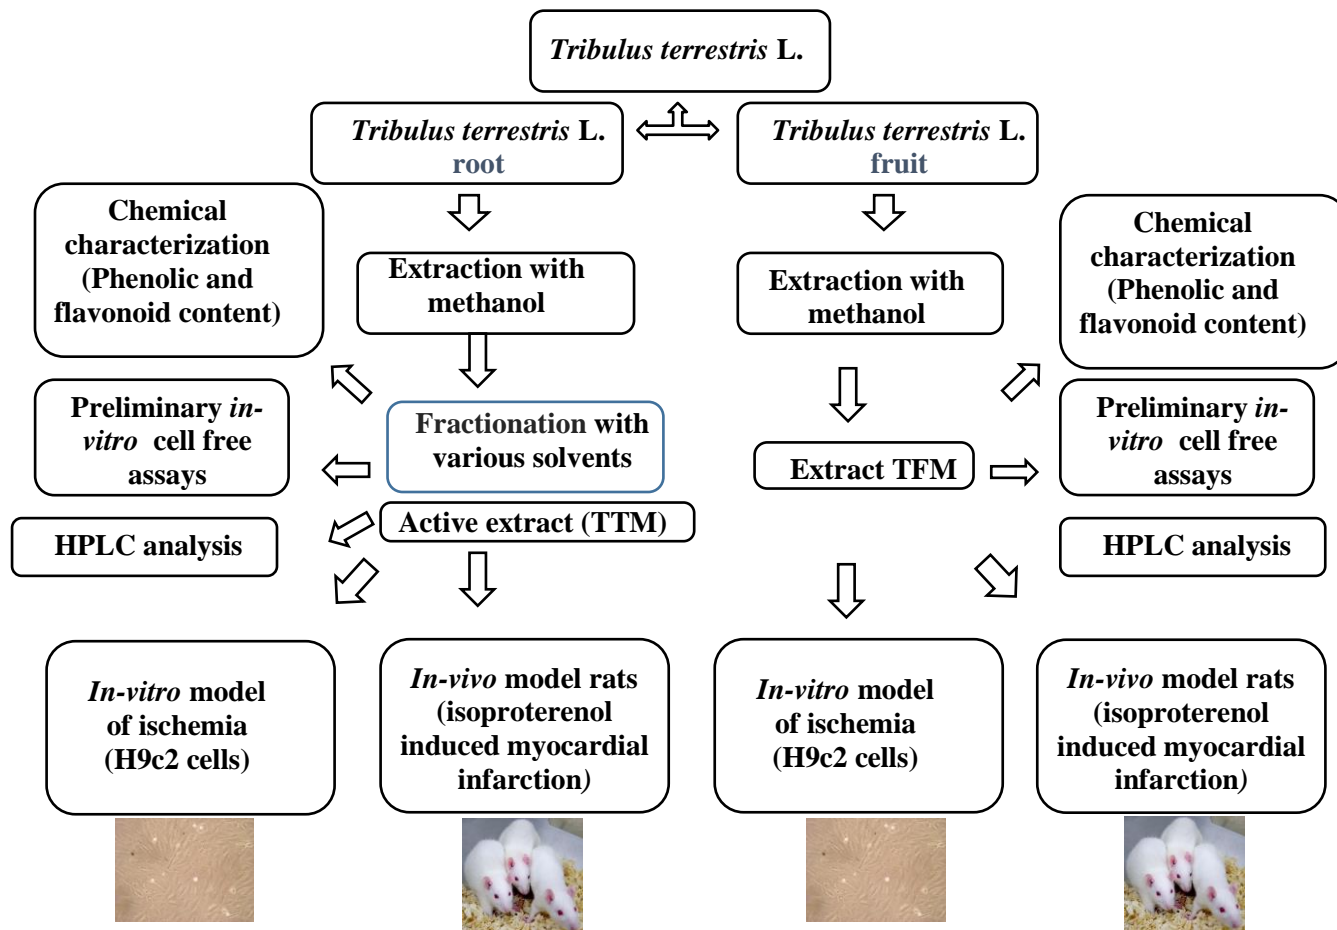 Tribulus terrestris L.
Tribulus terrestris L.
root
Tribulus terrestris L.
fruit
Chemical
characterization
(Phenolic and
flavonoid content)
Extraction with
methanol
Extraction with
methanol
Chemical
characterization
(Phenolic and
flavonoid content)
Preliminary in-
vitro cell free
assays
Fractionation with
various solvents
Extract TFM
Preliminary in-
vitro cell free
assays
Active extract (TTM)
HPLC analysis
HPLC analysis
In-vitro model
of ischemia
(H9c2 cells)
In-vivo model rats
(isoproterenol
induced myocardial
infarction)
In-vitro model
of ischemia
(H9c2 cells)
In-vivo model rats
(isoproterenol
induced myocardial
infarction)